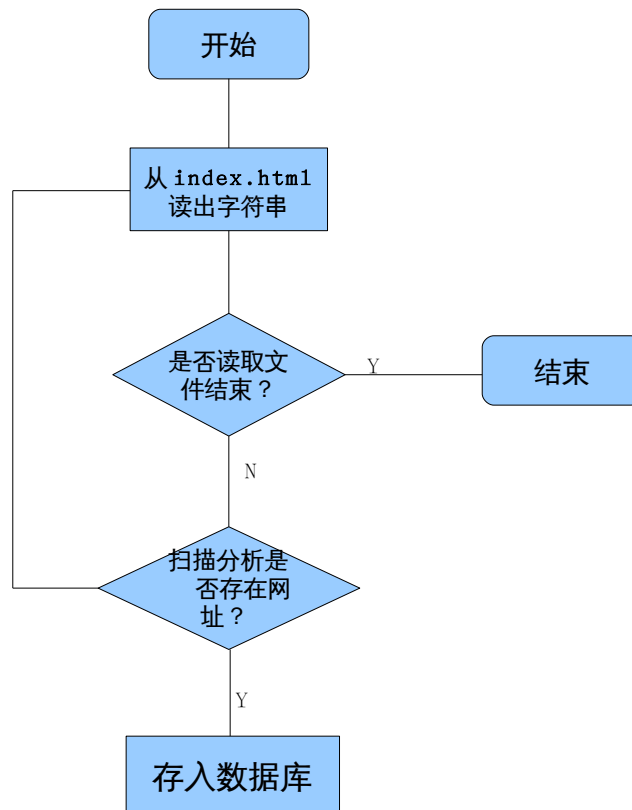 开始
从 index.html
读出字符串
是否读取文
件结束？
Y
结束
N
扫描分析是
否存在网
址？
Y
存入数据库